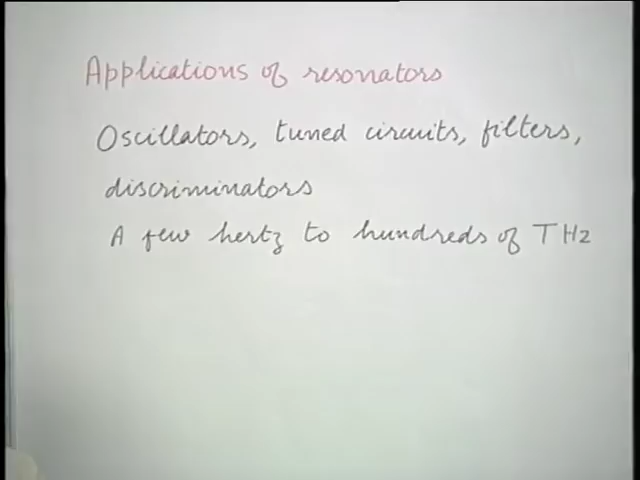 Applications of resonators
Oscillators, tuned circuits, filters,
discriminators
A few hertz to hundreds of THz